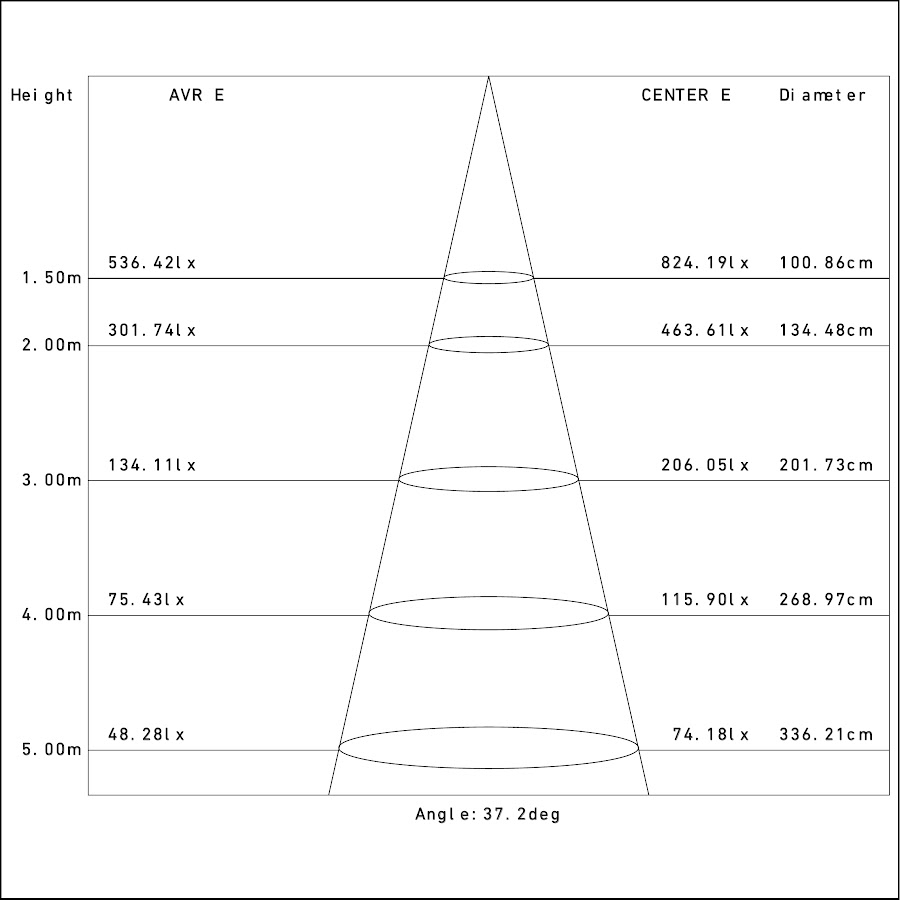 Height AVR E CENTER E Diameter
536.42lx 824.19lx 100.86cm
1.50m
301.74lx 463.61lx 134.48cm
2.00m
134.11lx 206.05lx 201.73cm
3.00m
75.43lx 115.90lx 268.97cm
4.00m
48.28lx 74.18lx 336.21cm
5.00m
Angle:37.2deg